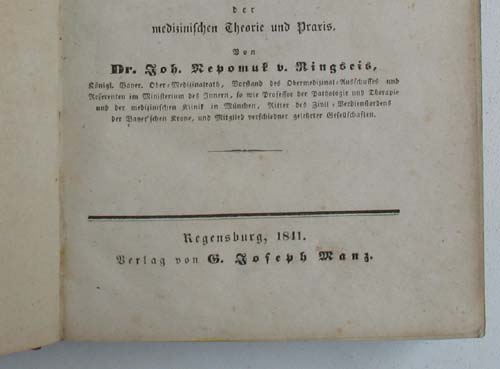 der
medizinischen Theorie und Praxis.
Von
Dr. Joh. Nepomuk v. Ringseis,
Königl. Bayer. Ober-Medizinalrath, Vorstand des Obermedizinal-Ausschusses und
Referenten im Ministerium des Innern, so wie Professor der Pathologie und Therapie
und der medizinischen Klinik in München, Ritter des Zivil-Verdienstordens
der Bayer'schen Krone, und Mitglied verschiedner gelehrter Gesellschaften.
Regensburg, 1841.
Verlag von G. Joseph Manz.